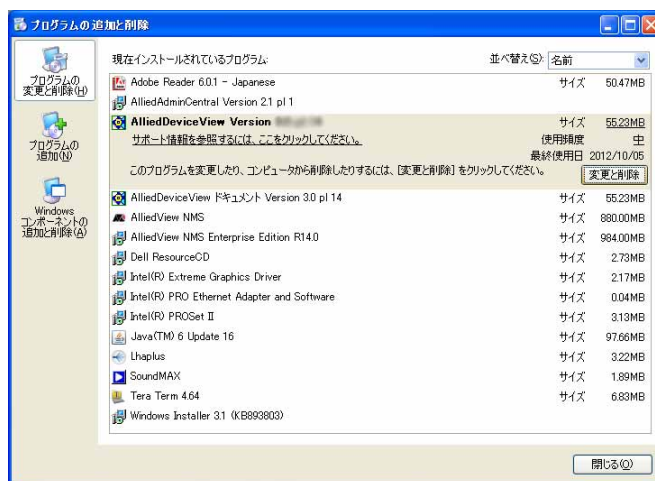 プログラムの追加と削除
プログラムの
変更と削除(H)
プログラムの
追加(N)
Windows
コンポーネントの
追加と削除(A)
現在インストールされているプログラム:
並べ替え(S): 名前
Adobe Reader 6.0.1 - Japanese サイズ 50.47MB
AlliedAdminCentral Version 2.1 pl 1
AlliedDeviceView Version サイズ 55.23MB
サポート情報を参照するには、ここをクリックしてください。 使用頻度 中
最終使用日 2012/10/05
このプログラムを変更したり、コンピュータから削除したりするには、[変更と削除] をクリックしてください。 変更と削除
AlliedDeviceView ドキュメント Version 3.0 pl 14 サイズ 55.23MB
AlliedView NMS サイズ 880.00MB
AlliedView NMS Enterprise Edition R14.0 サイズ 984.00MB
Dell ResourceCD サイズ 2.73MB
Intel(R) Extreme Graphics Driver サイズ 2.17MB
Intel(R) PRO Ethernet Adapter and Software サイズ 0.04MB
Intel(R) PROSet II サイズ 3.13MB
Java(TM) 6 Update 16 サイズ 97.66MB
Lhaplus サイズ 3.22MB
SoundMAX サイズ 1.89MB
Tera Term 4.64 サイズ 6.83MB
Windows Installer 3.1 (KB893803)
閉じる(O)